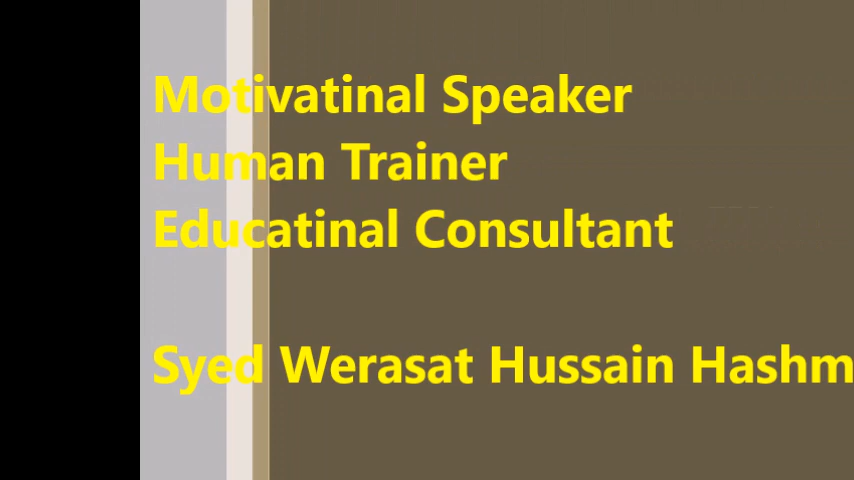 Motivatinal Speaker
Human Trainer
Educatinal Consultant
Syed Werasat Hussain Hashm